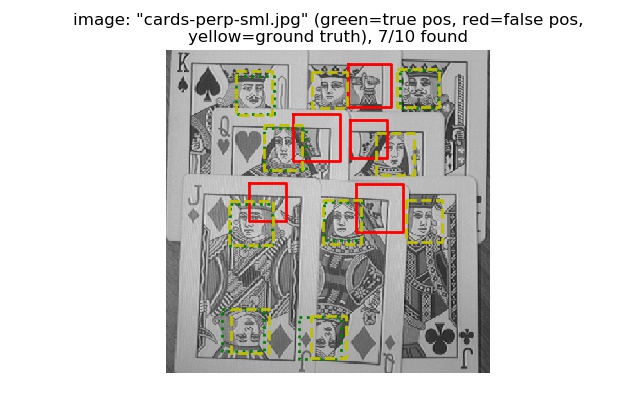 image: "cards-perp-sml.jpg" (green=true pos, red=false pos,
yellow=ground truth), 7/10 found
K
Q
J
Q
J